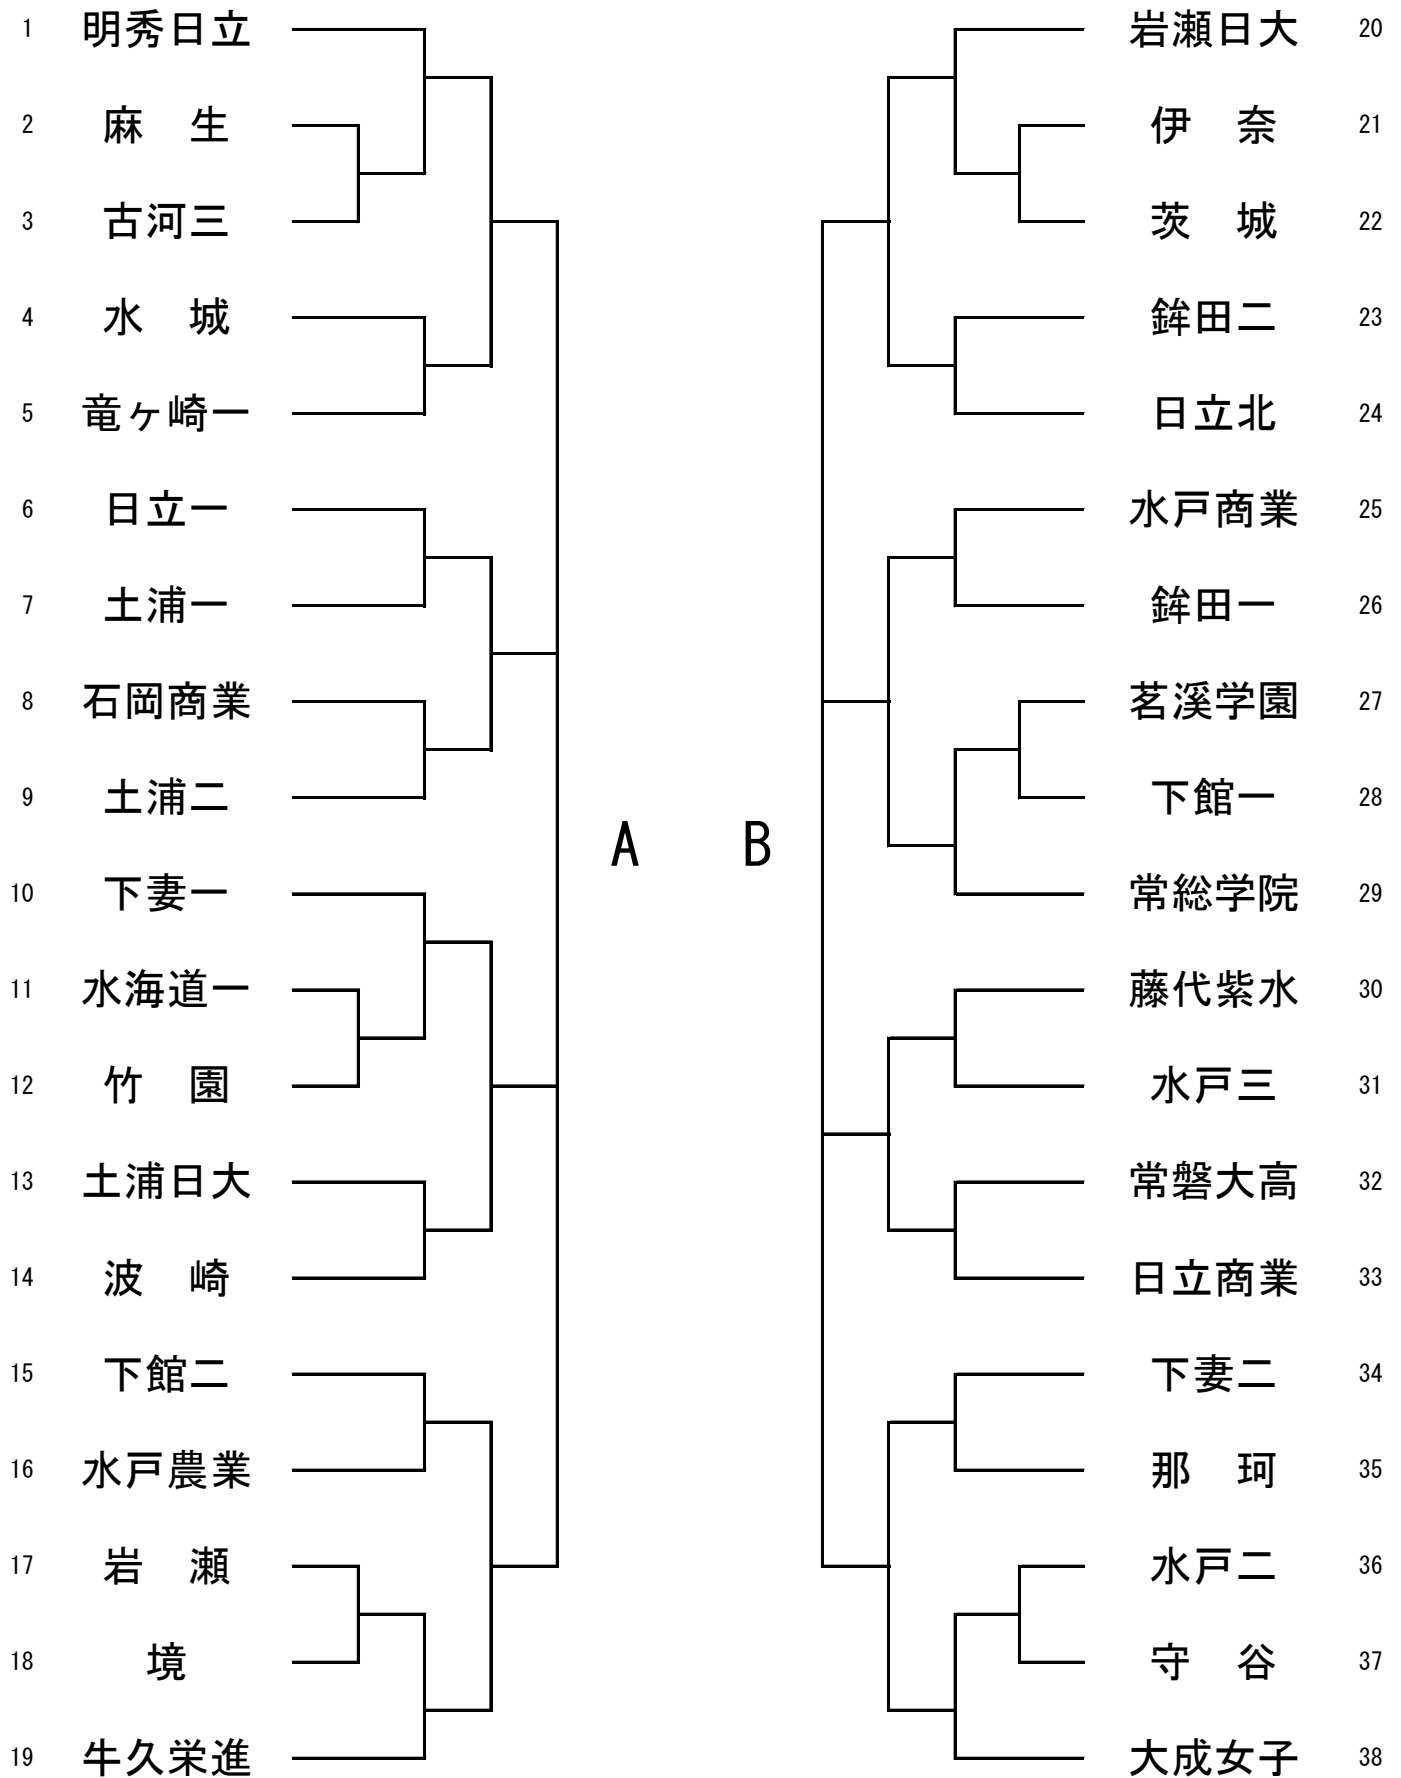 1 明秀日立
2 麻　生
3 古河三
4 水　城
5 竜ヶ崎一
6 日立一
7 土浦一
8 石岡商業
9 土浦二
10 下妻一
11 水海道一
12 竹　園
13 土浦日大
14 波　崎
15 下館二
16 水戸農業
17 岩　瀬
18 境
19 牛久栄進
A B
岩瀬日大 20
伊　奈 21
茨　城 22
鉾田二 23
日立北 24
水戸商業 25
鉾田一 26
茗溪学園 27
下館一 28
常総学院 29
藤代紫水 30
水戸三 31
常磐大高 32
日立商業 33
下妻二 34
那　珂 35
水戸二 36
守　谷 37
大成女子 38